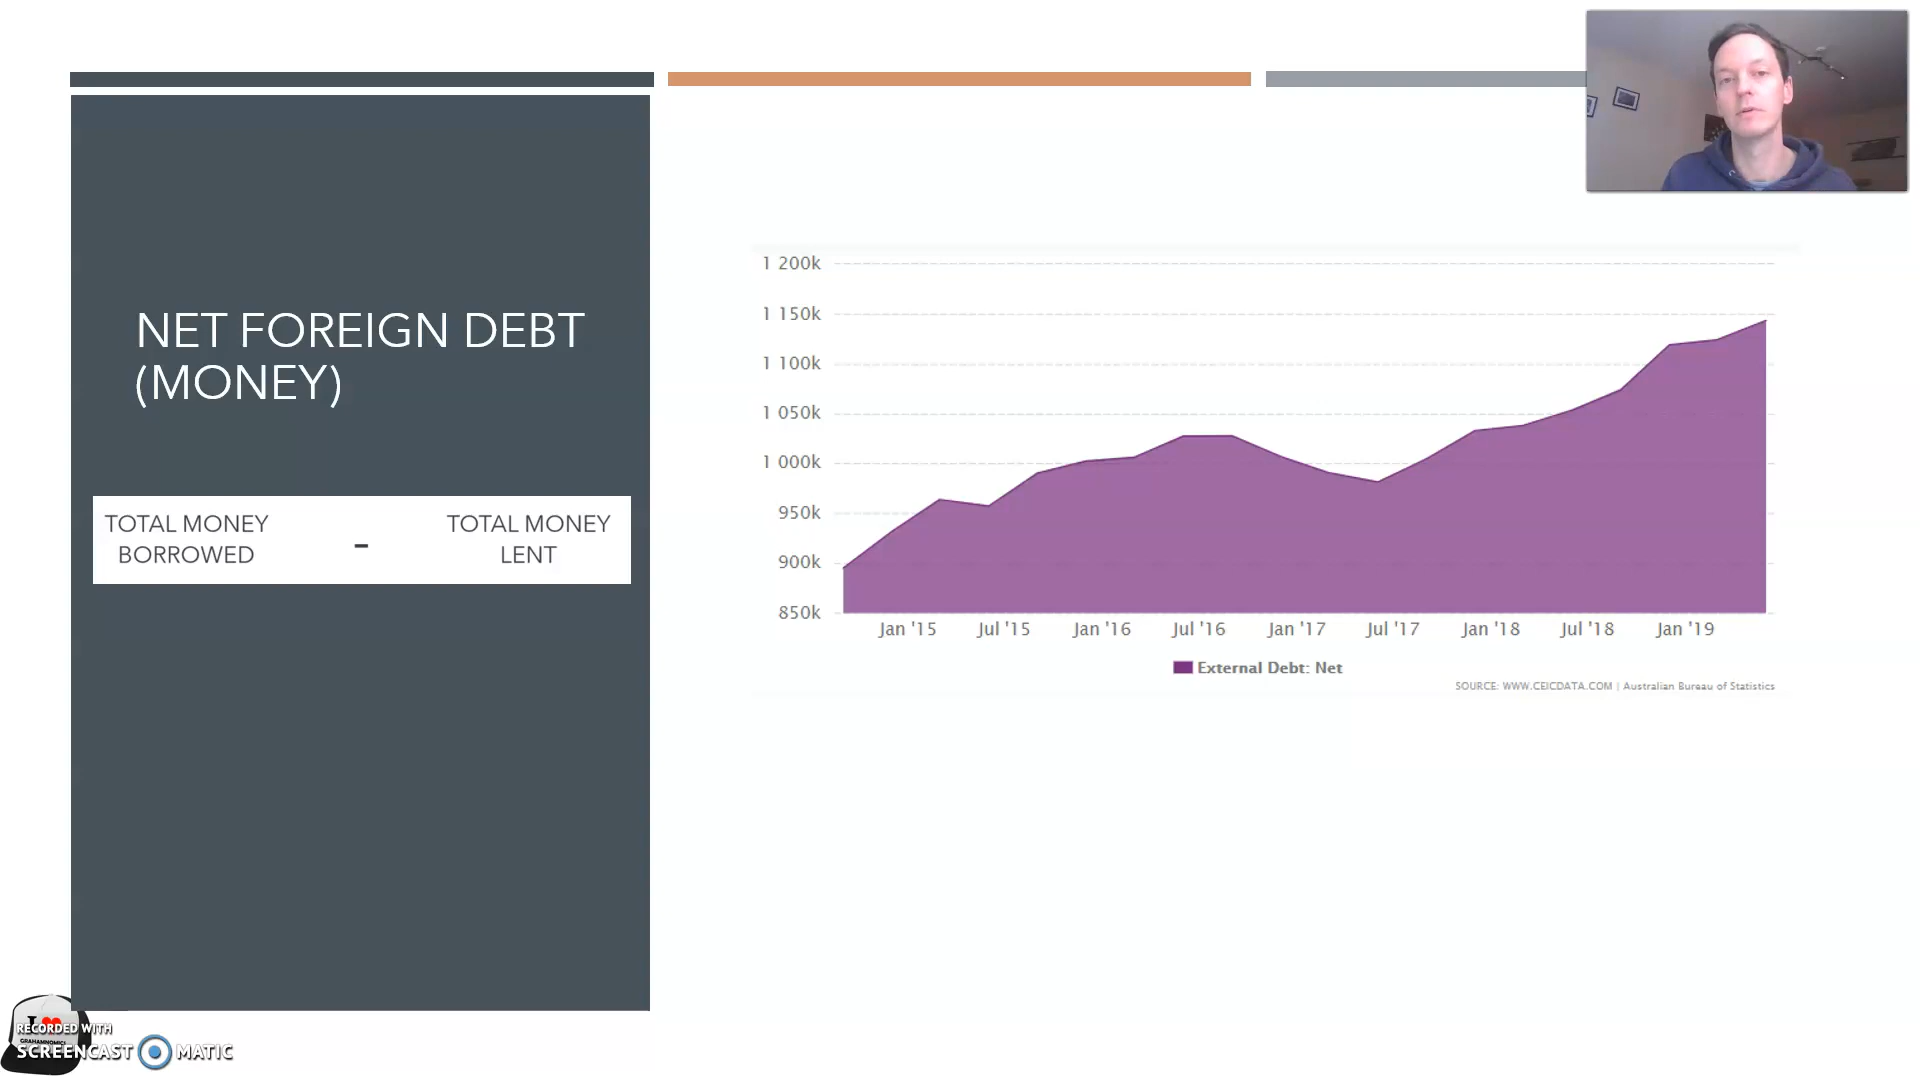 NET FOREIGN DEBT
(MONEY)
TOTAL MONEY
BORROWED
-
TOTAL MONEY
LENT
1 200k
1 150k
1 100k
1 050k
1 000k
950k
900k
850k
Jan '15 Jul '15 Jan '16 Jul '16 Jan '17 Jul '17 Jan '18 Jul '18 Jan '19
External Debt: Net
SOURCE: WWW.CEICDATA.COM | Australian Bureau of Statistics
I
RECORDED WITH
SCREENCAST MATIC